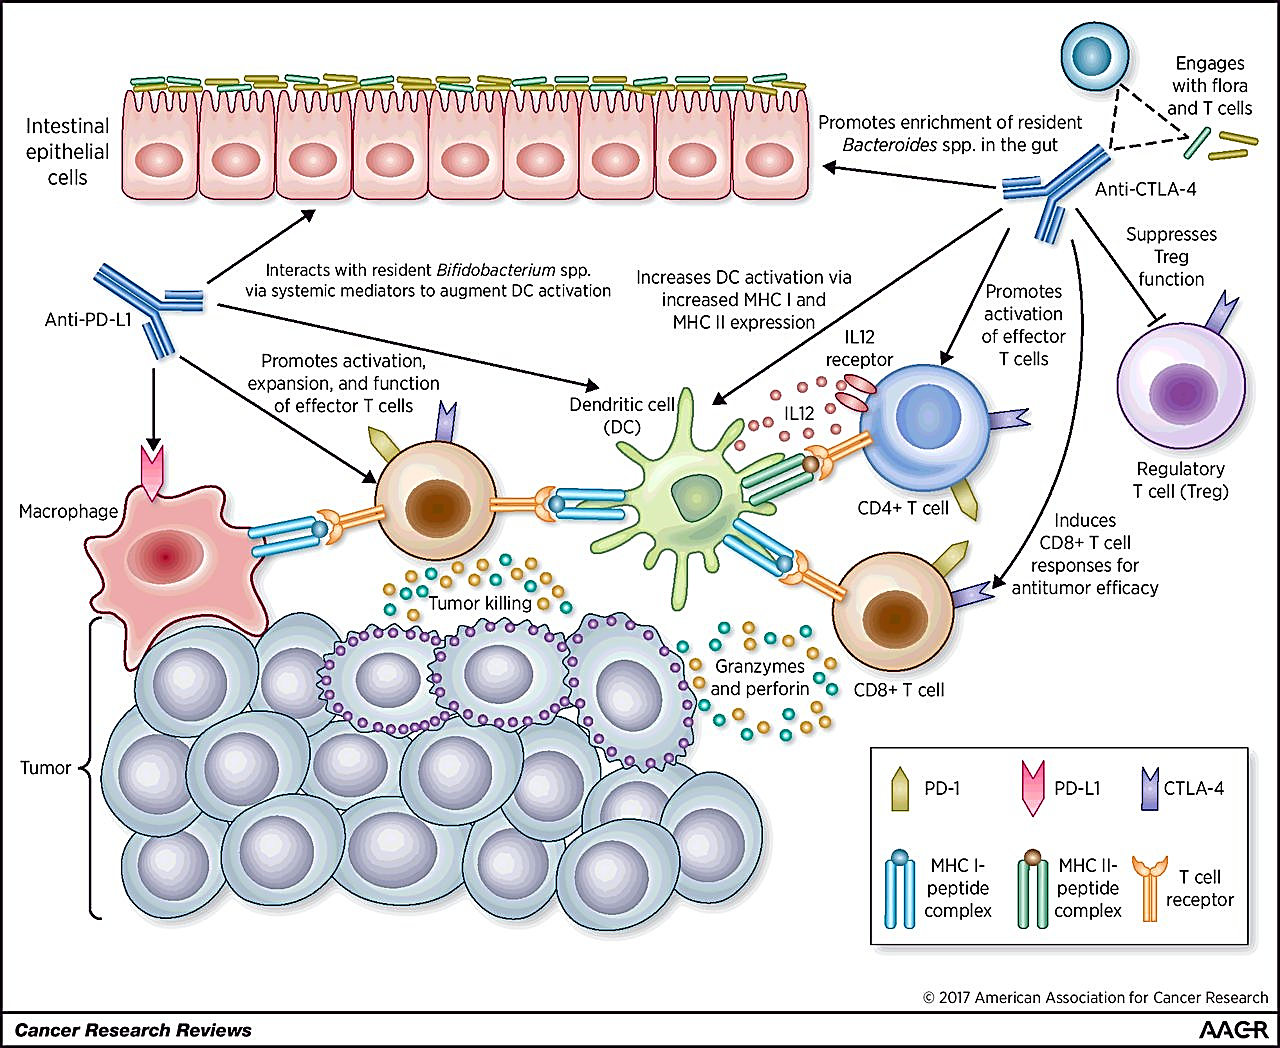 Engages
with flora
and T cells
Intestinal
epithelial
cells
Promotes enrichment of resident
Bacteroides spp. in the gut
Anti-CTLA-4
Suppresses
Treg
function
Interacts with resident Bifidobacterium spp.
via systemic mediators to augment DC activation
Increases DC activation via
increased MHC I and
MHC II expression
Promotes
activation
of effector
T cells
Anti-PD-L1
IL12
receptor
Promotes activation,
expansion, and function
of effector T cells
Dendritic cell
(DC)
IL12
Regulatory
T cell (Treg)
Macrophage
CD4+ T cell
Induces
CD8+ T cell
responses for
antitumor efficacy
Tumor killing
Granzymes
and perforin
CD8+ T cell
Tumor
PD-1
PD-L1
CTLA-4
MHC I-
peptide
complex
MHC II-
peptide
complex
T cell
receptor
© 2017 American Association for Cancer Research
Cancer Research Reviews
AACR